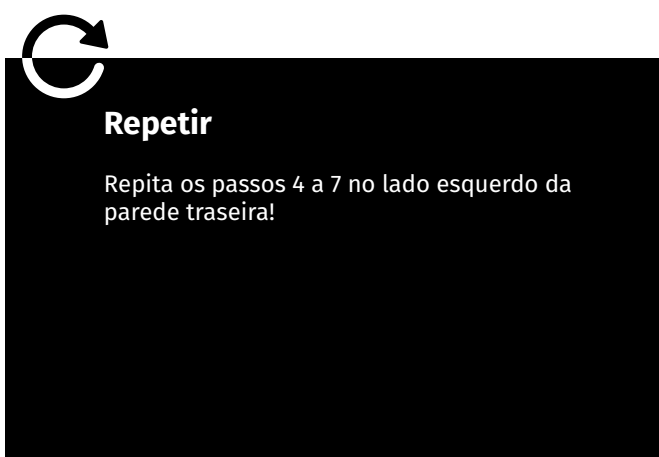 Repetir
Repita os passos 4 a 7 no lado esquerdo da
parede traseira!